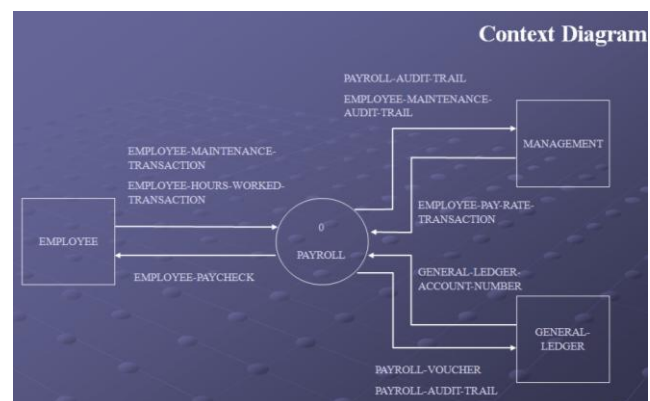 Context Diagram
PAYROLL-AUDIT-TRAIL
EMPLOYEE-MAINTENANCE-
AUDIT-TRAIL
MANAGEMENT
EMPLOYEE-MAINTENANCE-
TRANSACTION
EMPLOYEE-HOURS-WORKED-
TRANSACTION
EMPLOYEE-PAY-RATE-
TRANSACTION
0
PAYROLL
EMPLOYEE
EMPLOYEE-PAYCHECK
GENERAL-LEDGER-
ACCOUNT-NUMBER
GENERAL-
LEDGER
PAYROLL-VOUCHER
PAYROLL-AUDIT-TRAIL